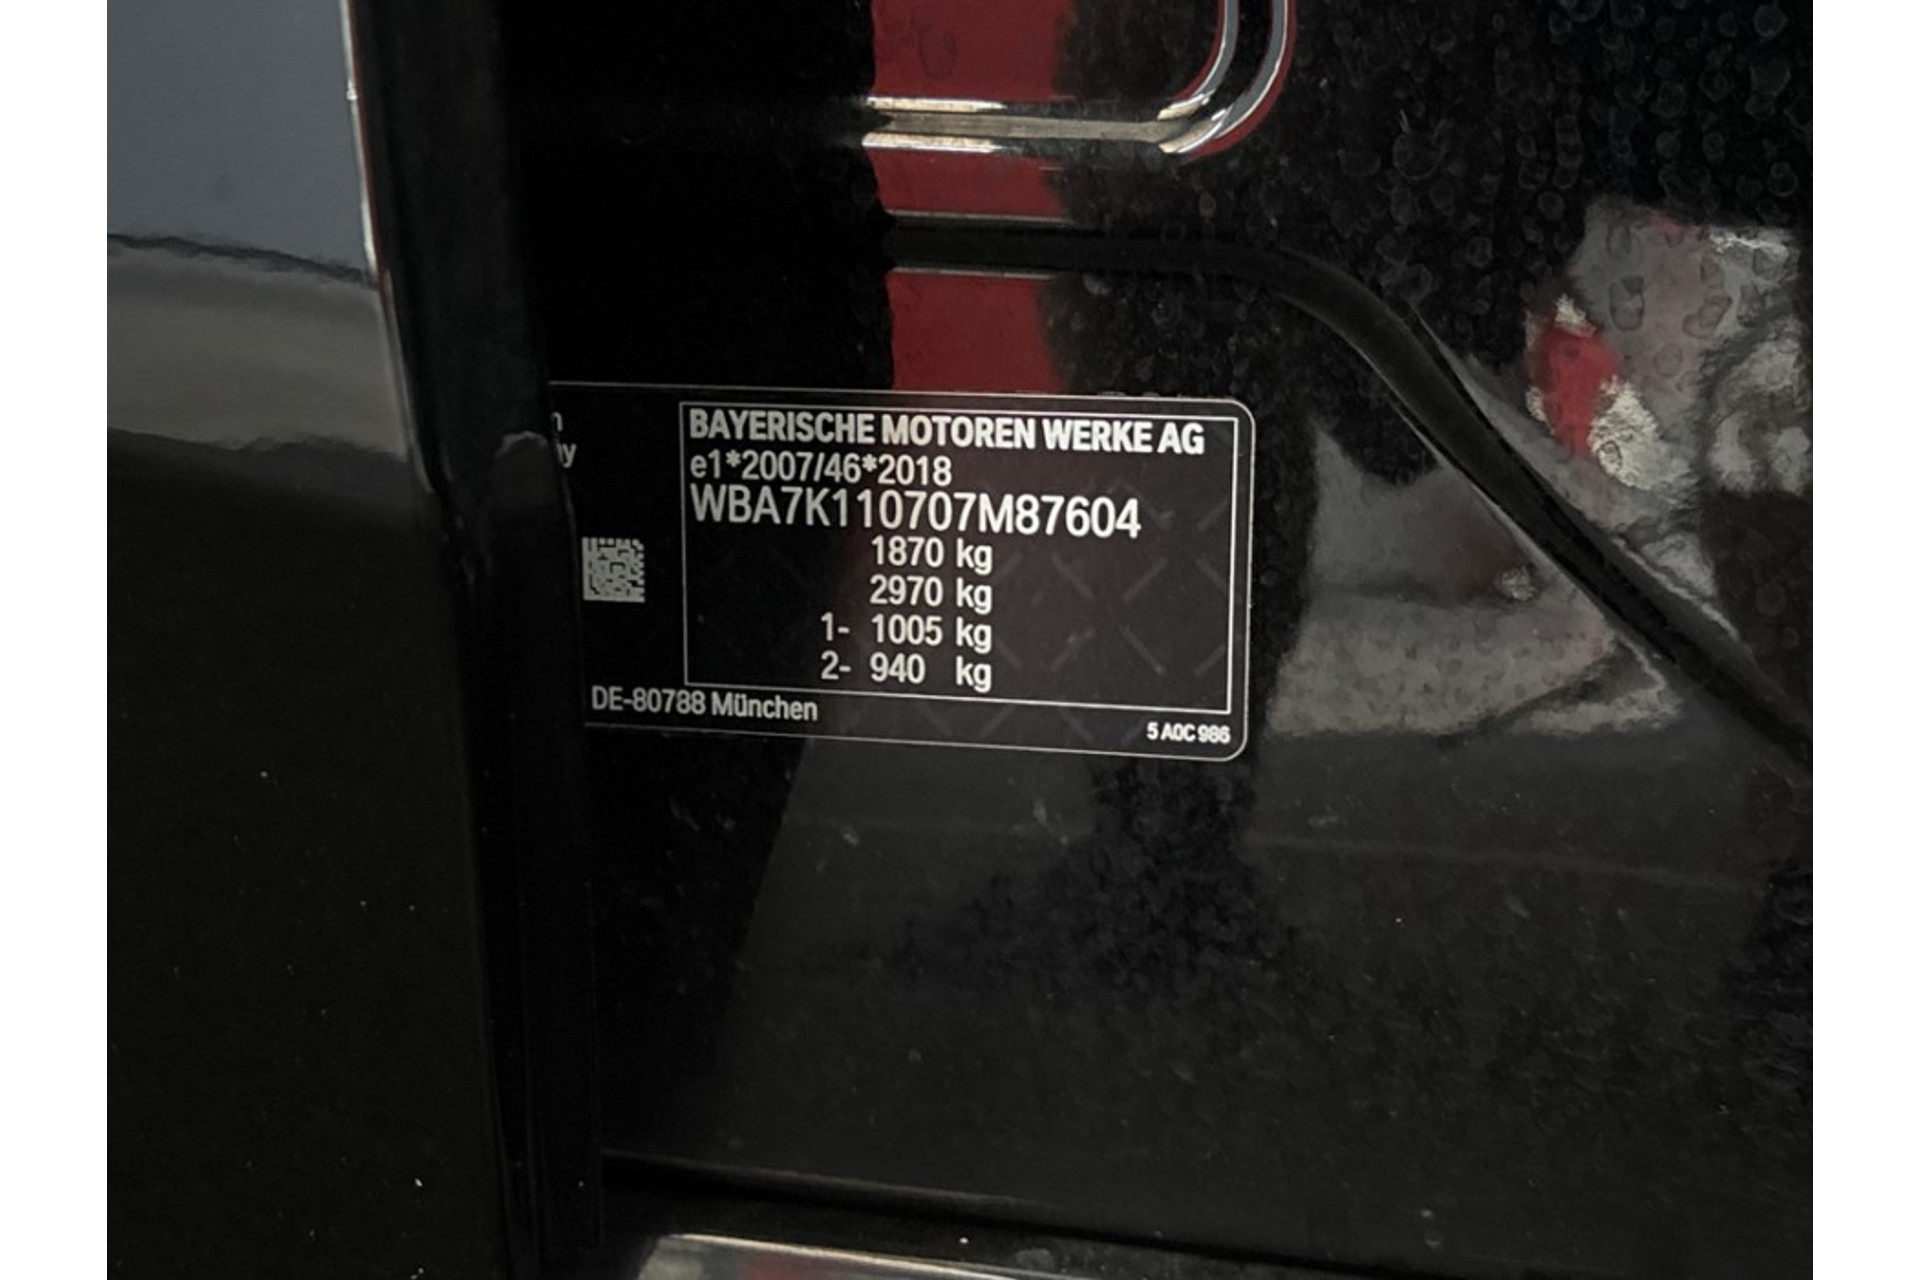 BAYERISCHE MOTOREN WERKE AG
e1*2007/46*2018
WBA7K110707M87604
1870 kg
2970 kg
1- 1005 kg
2- 940 kg
DE-80788 München
5 A0C 986